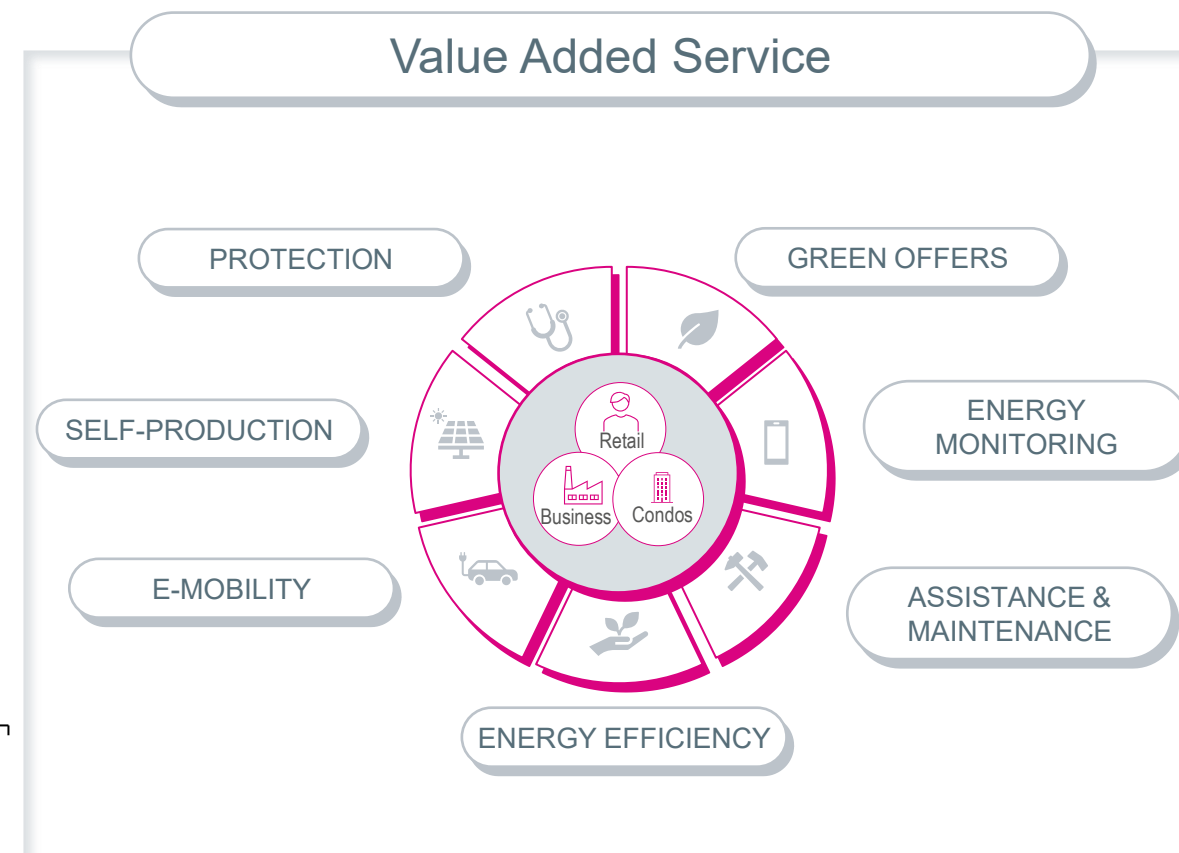 Value Added Service
PROTECTION
GREEN OFFERS
SELF-PRODUCTION
ENERGY
MONITORING
Retail
Business
Condos
E-MOBILITY
ASSISTANCE &
MAINTENANCE
ENERGY EFFICIENCY